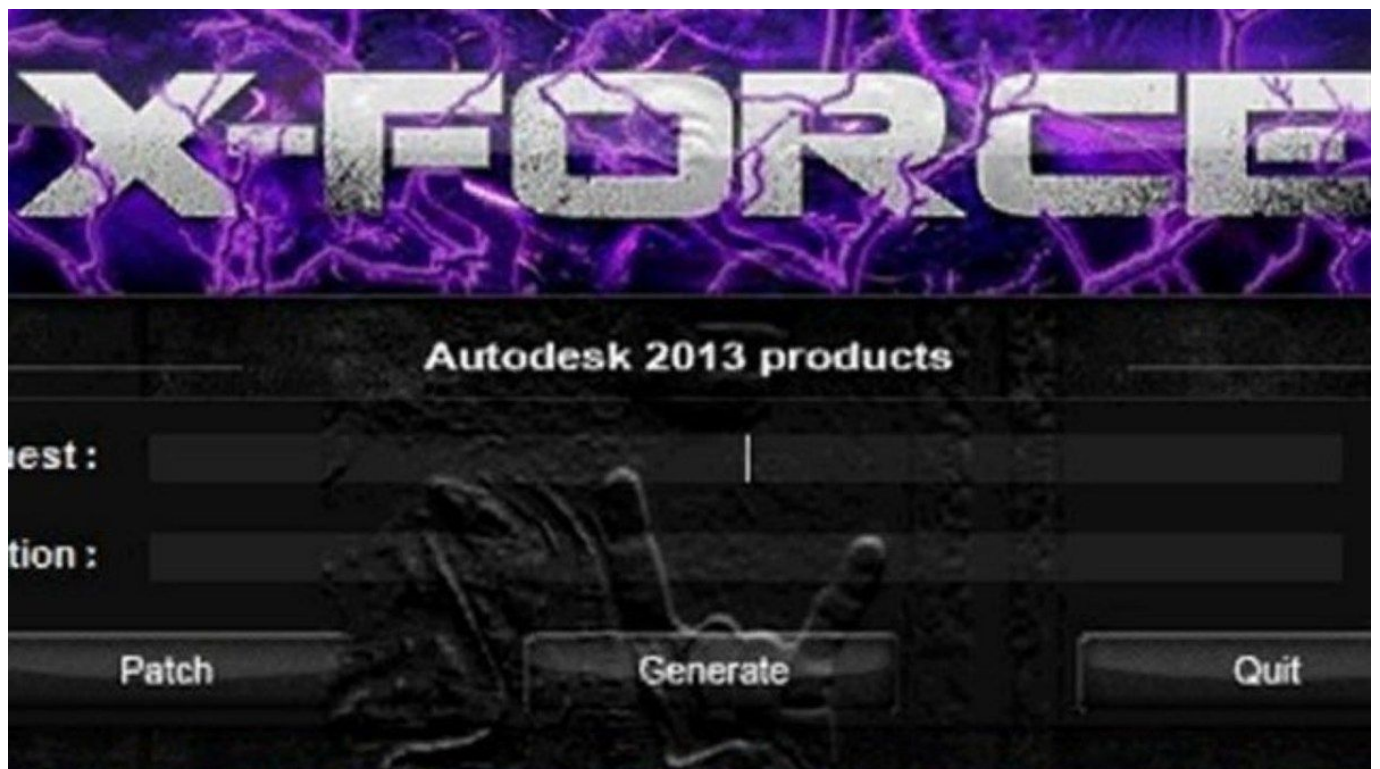 X-FORCE
Autodesk 2013 products
uest :
tion :
Patch
Generate
Quit